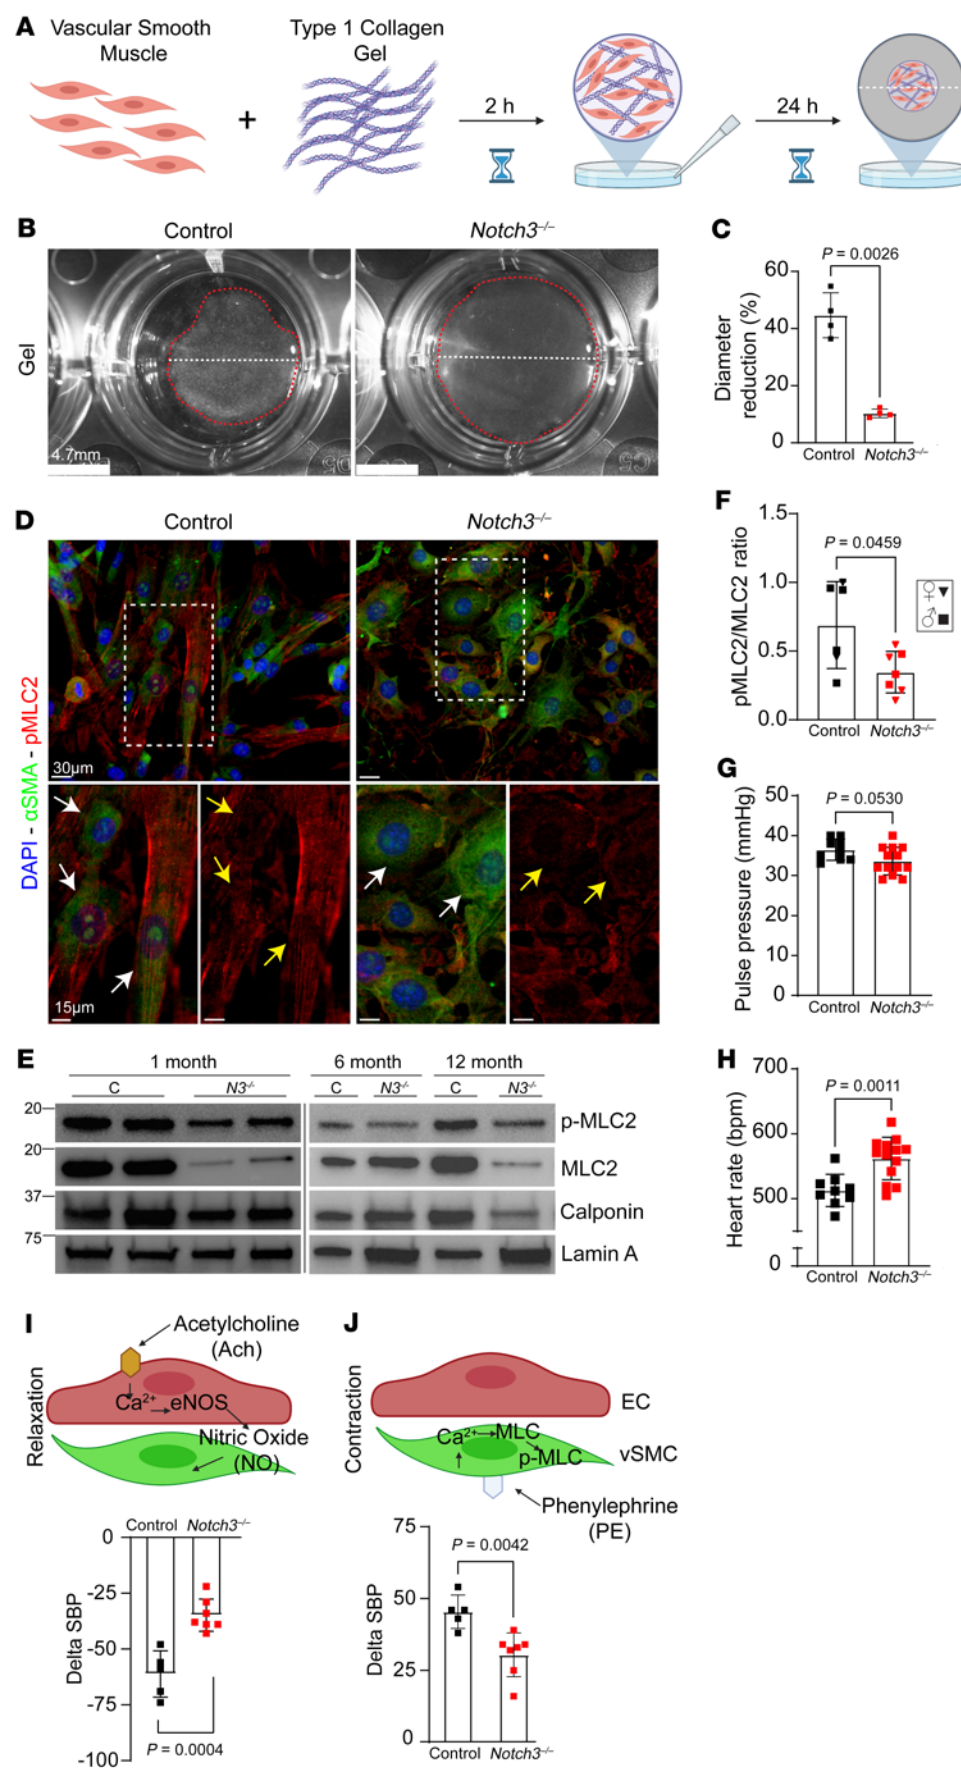 A
Vascular Smooth
Muscle
Type 1 Collagen
Gel
+
2 h
24 h
B
Control
Notch3–/–
Gel
4.7mm
C
P = 0.0026
Diameter
reduction (%)
60
40
20
0
Control
Notch3–/–
D
Control
Notch3–/–
DAPI - αSMA - pMLC2
30µm
15µm
E
1 month
6 month
12 month
C
N3-/-
C
N3-/-
C
N3-/-
20
p-MLC2
20
MLC2
37
Calponin
75
Lamin A
F
pMLC2/MLC2 ratio
1.5
1.0
0.5
0.0
P = 0.0459
♀▼
♂■
Control
Notch3–/–
G
Pulse pressure (mmHg)
50
40
30
20
10
0
P = 0.0530
Control
Notch3–/–
H
Heart rate (bpm)
700
600
500
0
P = 0.0011
Control
Notch3–/–
I
Relaxation
Acetylcholine
(Ach)
Ca2+
eNOS
Nitric Oxide
(NO)
Control
Notch3–/–
Delta SBP
0
-25
-50
-75
-100
P = 0.0004
J
Contraction
EC
Ca2+
MLC
p-MLC
vSMC
Phenylephrine
(PE)
Delta SBP
75
50
25
0
P = 0.0042
Control
Notch3–/–